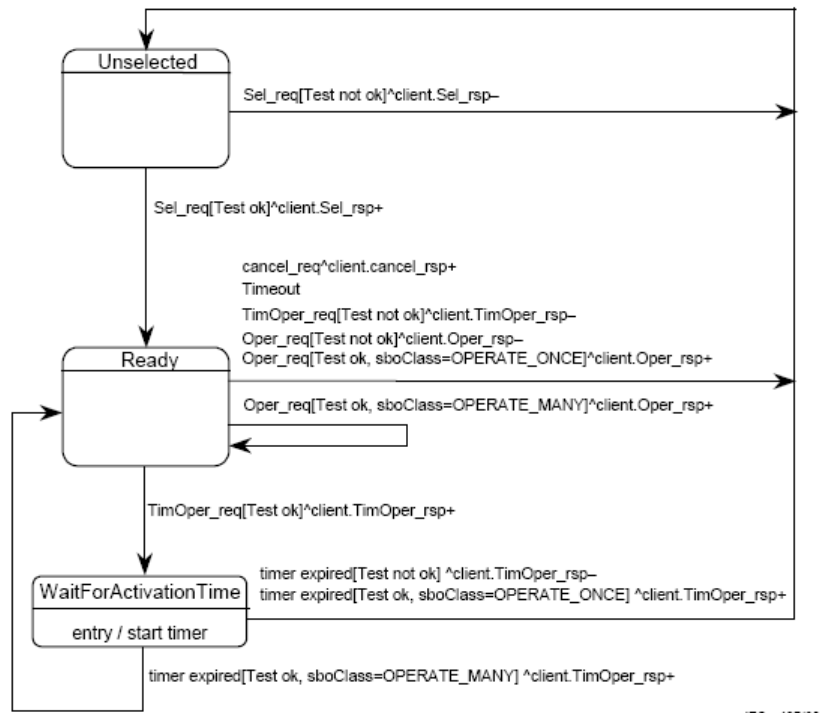 Unselected
Sel_req[Test not ok]^client.Sel_rsp–
Sel_req[Test ok]^client.Sel_rsp+
cancel_req^client.cancel_rsp+
Timeout
TimOper_req[Test not ok]^client.TimOper_rsp–
Oper_req[Test not ok]^client.Oper_rsp–
Oper_req[Test ok, sboClass=OPERATE_ONCE]^client.Oper_rsp+
Ready
Oper_req[Test ok, sboClass=OPERATE_MANY]^client.Oper_rsp+
TimOper_req[Test ok]^client.TimOper_rsp+
WaitForActivationTime
entry / start timer
timer expired[Test not ok] ^client.TimOper_rsp–
timer expired[Test ok, sboClass=OPERATE_ONCE] ^client.TimOper_rsp+
timer expired[Test ok, sboClass=OPERATE_MANY] ^client.TimOper_rsp+